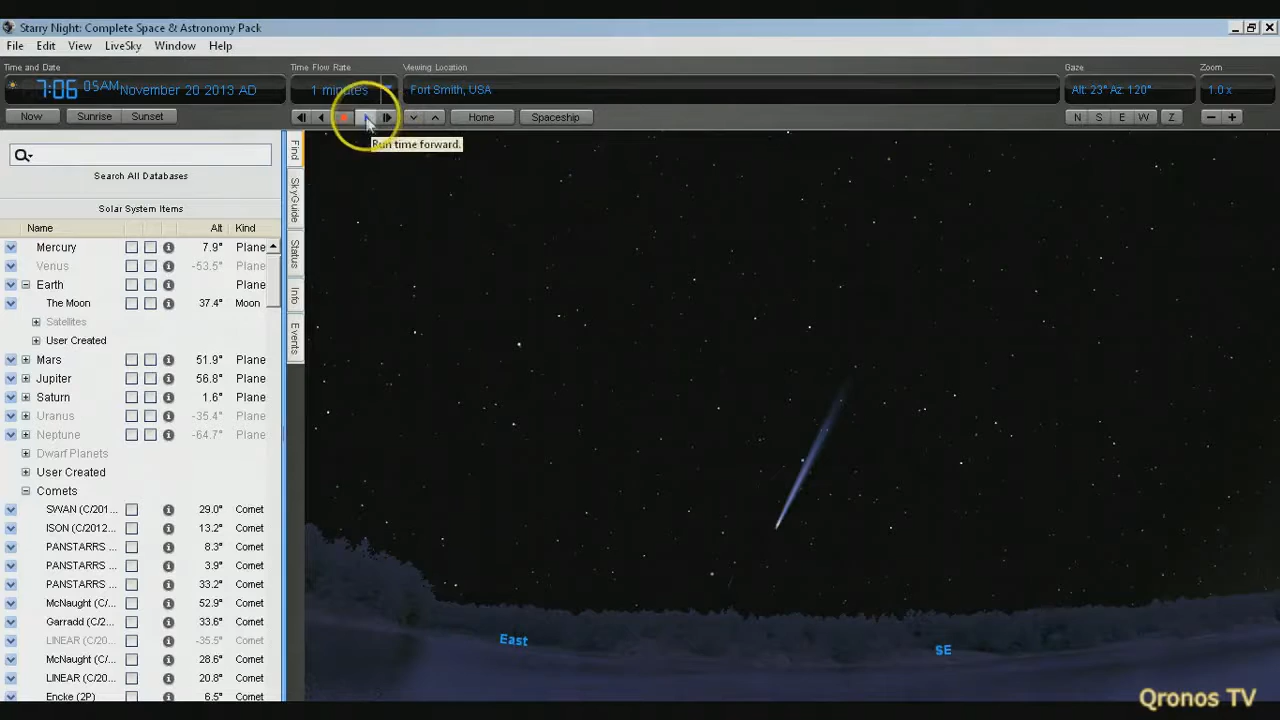 Starry Night: Complete Space & Astronomy Pack
File Edit View LiveSky Window Help
Time and Date Time Flow Rate Viewing Location Gaze Zoom
7:06 05AM November 20 2013 AD 1 minutes Fort Smith, USA Alt: 23° Az: 120° 1.0 x
Now Sunrise Sunset Home Spaceship N S E W Z
Run time forward.
Find
SkyGuide
Status
Info
Events
Search All Databases
Solar System Items
Name Alt Kind
Mercury 7.9° Plane
Venus -53.5° Plane
Earth Plane
The Moon 37.4° Moon
Satellites
User Created
Mars 51.9° Plane
Jupiter 56.8° Plane
Saturn 1.6° Plane
Uranus -35.4° Plane
Neptune -64.7° Plane
Dwarf Planets
User Created
Comets
SWAN (C/201... 29.0° Comet
ISON (C/2012... 13.2° Comet
PANSTARRS ... 8.3° Comet
PANSTARRS ... 3.9° Comet
PANSTARRS ... 33.2° Comet
McNaught (C/... 52.9° Comet
Garradd (C/2... 33.6° Comet
LINEAR (C/20... -35.5° Comet
McNaught (C/... 28.6° Comet
LINEAR (C/20... 20.8° Comet
Encke (2P) 6.5° Comet
East
SE
Qronos TV